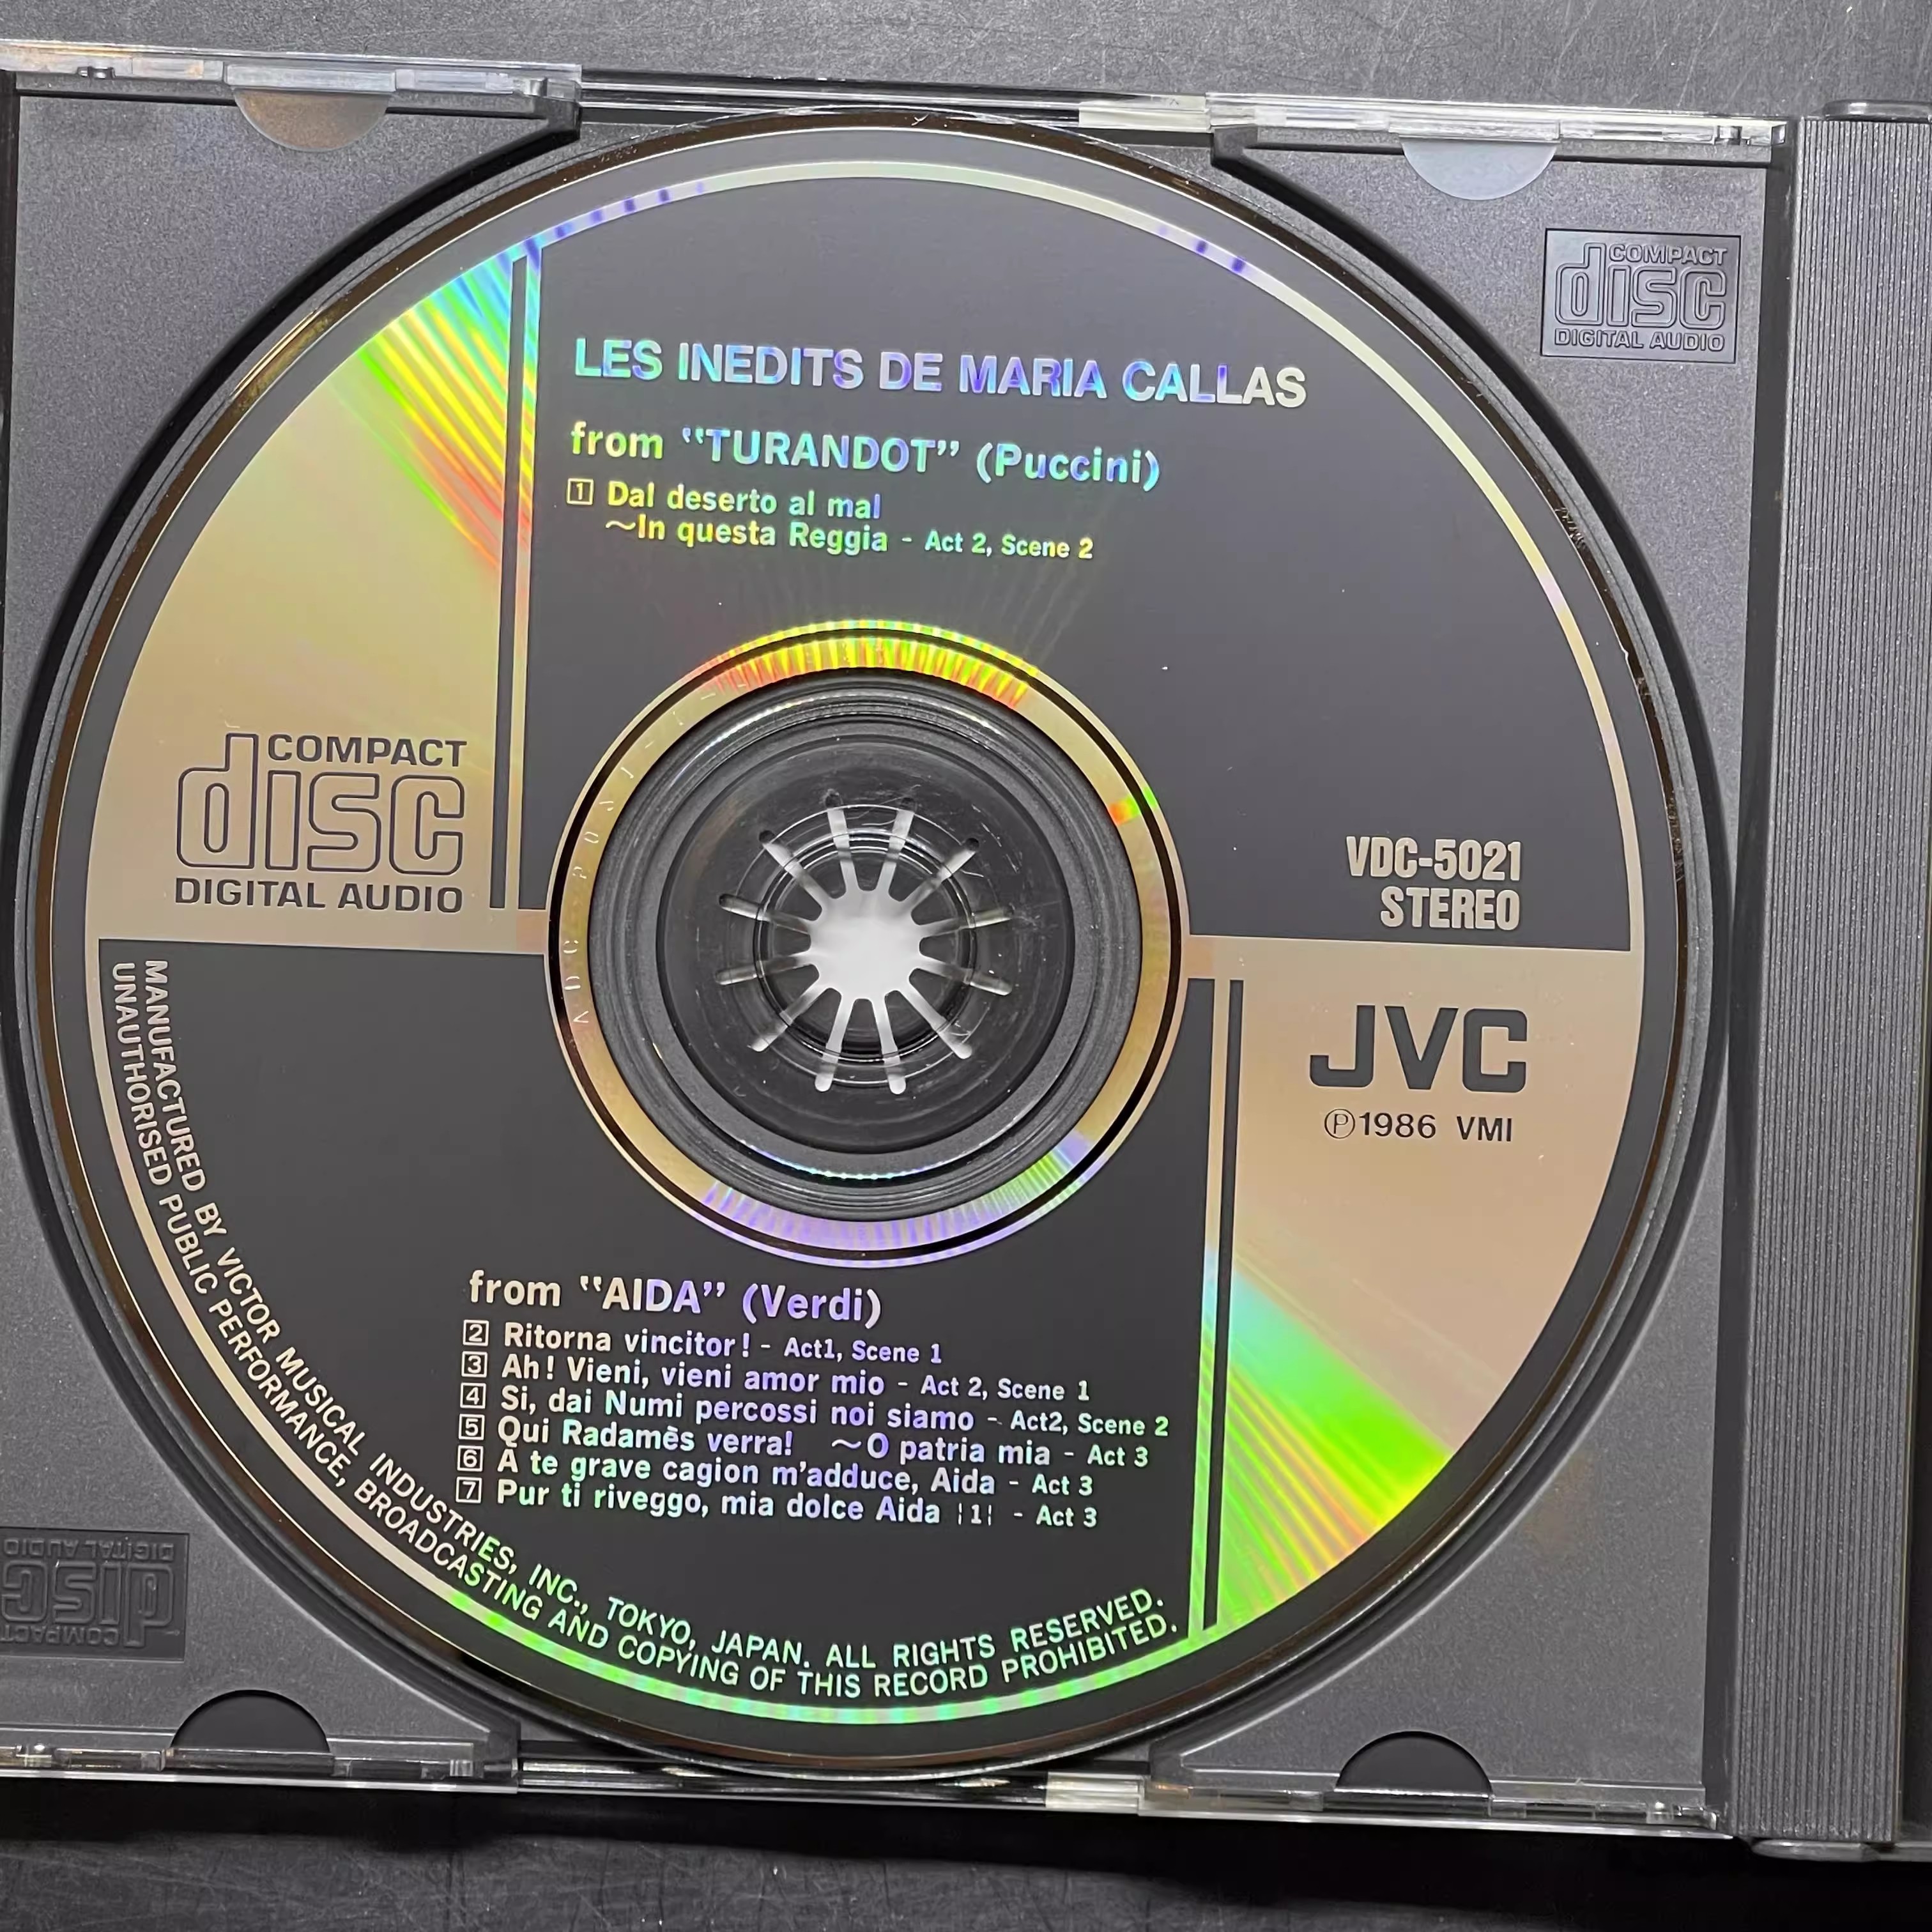 LES INEDITS DE MARIA CALLAS
from "TURANDOT" (Puccini)
1 Dal deserto al mal
~In questa Reggia - Act 2, Scene 2
COMPACT
disc
DIGITAL AUDIO
COMPACT
disc
DIGITAL AUDIO
VDC-5021
STEREO
JVC
Ⓟ1986 VMI
from "AIDA" (Verdi)
2 Ritorna vincitor! - Act1, Scene 1
3 Ah! Vieni, vieni amor mio - Act 2, Scene 1
4 Si, dai Numi percossi noi siamo - Act2, Scene 2
5 Qui Radamès verra! ~O patria mia - Act 3
6 À te grave cagion m'adduce, Aida - Act 3
7 Pur ti riveggo, mia dolce Aida ¦1¦ - Act 3
MANUFACTURED BY VICTOR MUSICAL INDUSTRIES, INC., TOKYO, JAPAN. ALL RIGHTS RESERVED.
UNAUTHORISED PUBLIC PERFORMANCE, BROADCASTING AND COPYING OF THIS RECORD PROHIBITED.
COMPACT
disc
DIGITAL AUDIO